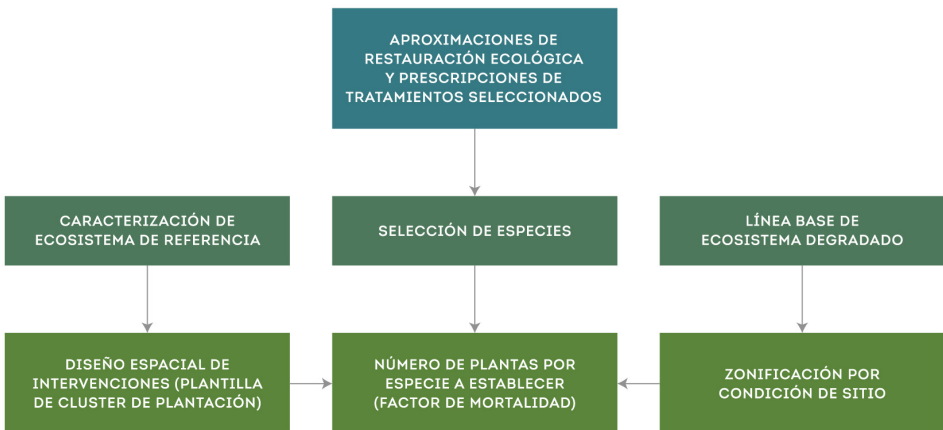 APROXIMACIONES DE
RESTAURACIÓN ECOLÓGICA
Y PRESCRIPCIONES DE
TRATAMIENTOS SELECCIONADOS
CARACTERIZACIÓN DE
ECOSISTEMA DE REFERENCIA
SELECCIÓN DE ESPECIES
LÍNEA BASE DE
ECOSISTEMA DEGRADADO
DISEÑO ESPACIAL DE
INTERVENCIONES (PLANTILLA
DE CLUSTER DE PLANTACIÓN)
NÚMERO DE PLANTAS POR
ESPECIE A ESTABLECER
(FACTOR DE MORTALIDAD)
ZONIFICACIÓN POR
CONDICIÓN DE SITIO